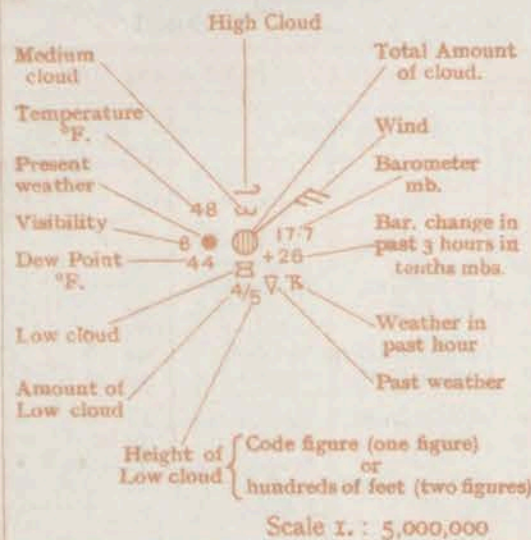 High Cloud
Medium
cloud
Total Amount
of cloud.
Temperature
°F.
Wind
Present
weather
Barometer
mb.
48
Visibility
6
17.7
Bar. change in
past 3 hours in
tenths mbs.
Dew Point
°F.
44
+26
4/5
Low cloud
Weather in
past hour
Amount of
Low cloud
Past weather
Height of
Low cloud
Code figure (one figure)
or
hundreds of feet (two figures)
Scale 1. : 5,000,000